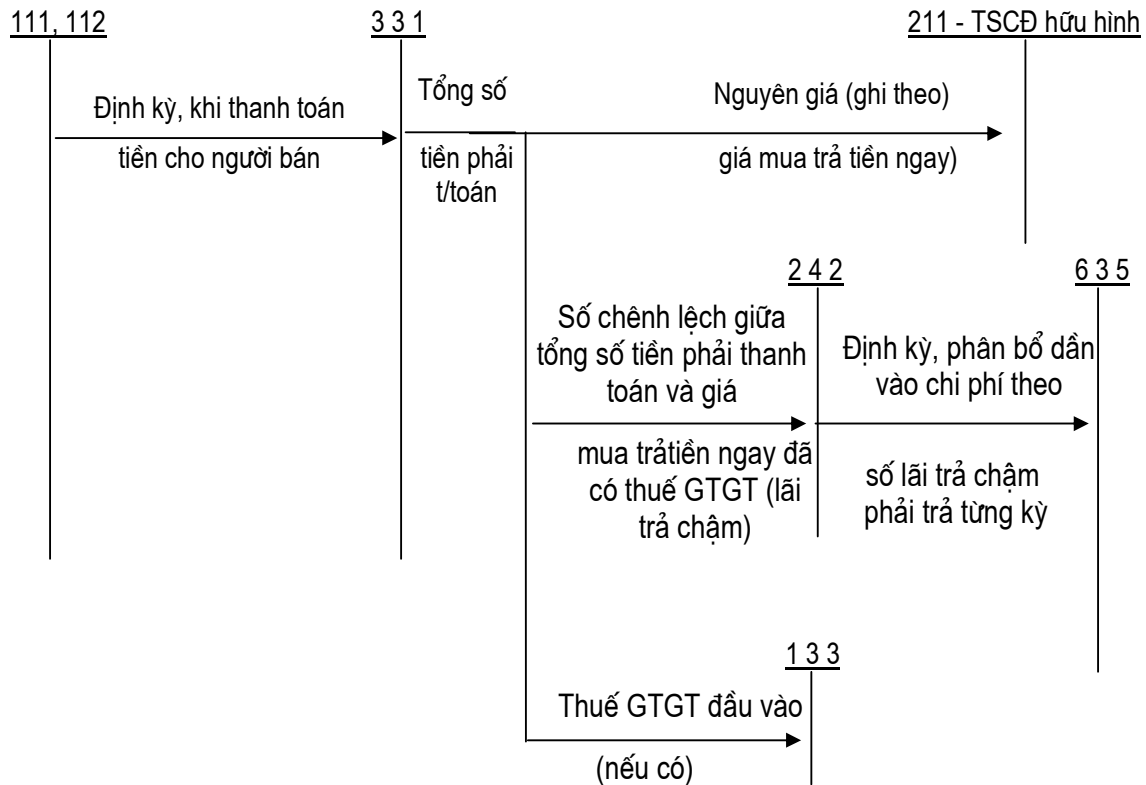 111, 112
3 3 1
211 - TSCĐ hữu hình
Định kỳ, khi thanh toán
tiền cho người bán
Tổng số
tiền phải
t/toán
Nguyên giá (ghi theo)
giá mua trả tiền ngay)
2 4 2
6 3 5
Số chênh lệch giữa
tổng số tiền phải thanh
toán và giá
mua trảtiền ngay đã
có thuế GTGT (lãi
trả chậm)
Định kỳ, phân bổ dần
vào chi phí theo
số lãi trả chậm
phải trả từng kỳ
1 3 3
Thuế GTGT đầu vào
(nếu có)